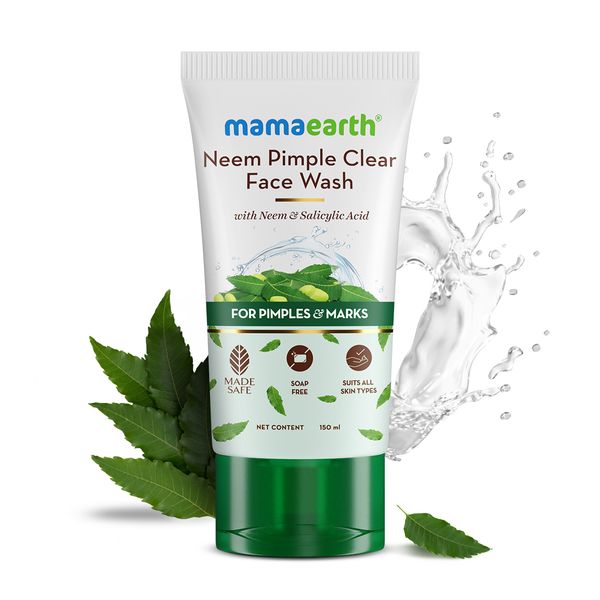 mamaearth®
Neem Pimple Clear
Face Wash
with Neem & Salicylic Acid
FOR PIMPLES & MARKS
MADE
SAFE
SOAP
FREE
SUITS ALL
SKIN TYPES
NET CONTENT 150 ml